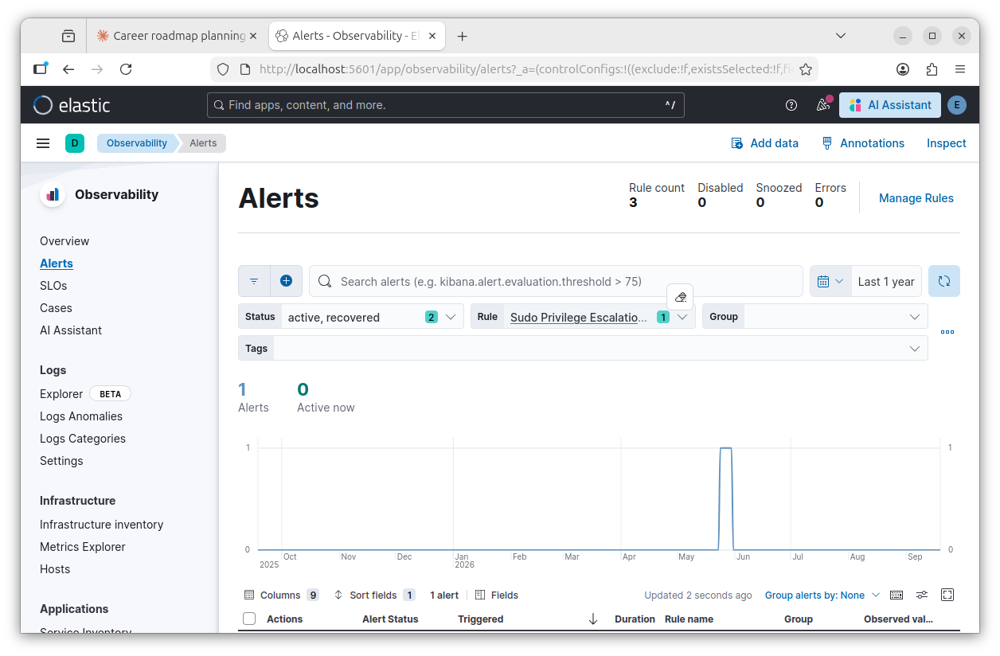 Career roadmap planning
Alerts - Observability - El
http://localhost:5601/app/observability/alerts?_a=(controlConfigs:!((exclude:!f,existsSelected:!f,fi
elastic
Find apps, content, and more.
^/
AI Assistant
E
D
Observability
Alerts
Add data
Annotations
Inspect
Observability
Overview
Alerts
SLOs
Cases
AI Assistant
Logs
Explorer BETA
Logs Anomalies
Logs Categories
Settings
Infrastructure
Infrastructure inventory
Metrics Explorer
Hosts
Applications
Service Inventory
Alerts
Rule count Disabled Snoozed Errors
3 0 0 0
Manage Rules
Search alerts (e.g. kibana.alert.evaluation.threshold > 75)
Last 1 year
Status active, recovered 2
Rule Sudo Privilege Escalatio... 1
Group
Tags
1 0
Alerts Active now
1 1
0 0
Oct Nov Dec Jan Feb Mar Apr May Jun Jul Aug Sep
2025 2026
Columns 9 Sort fields 1 1 alert Fields Updated 2 seconds ago Group alerts by: None
Actions Alert Status Triggered Duration Rule name Group Observed val...